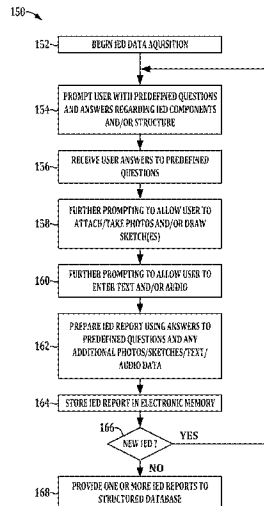 150
152
BEGIN IED DATA AQUISITION
154
PROMPT USER WITH PREDEFINED QUESTIONS
AND ANSWERS REGARDING IED COMPONENTS
AND/OR STRUCTURE
156
RECEIVE USER ANSWERS TO PREDEFINED
QUESTIONS
158
FURTHER PROMPTING TO ALLOW USER TO
ATTACH/TAKE PHOTOS AND/OR DRAW
SKETCH(ES)
160
FURTHER PROMPTING TO ALLOW USER TO
ENTER TEXT AND/OR AUDIO
162
PREPARE IED REPORT USING ANSWERS TO
PREDEFINED QUESTIONS AND ANY
ADDITIONAL PHOTOS/SKETCHES/TEXT/
AUDIO DATA
164
STORE IED REPORT IN ELECTRONIC MEMORY
166
NEW IED ?
YES
NO
168
PROVIDE ONE OR MORE IED REPORTS TO
STRUCTURED DATABASE